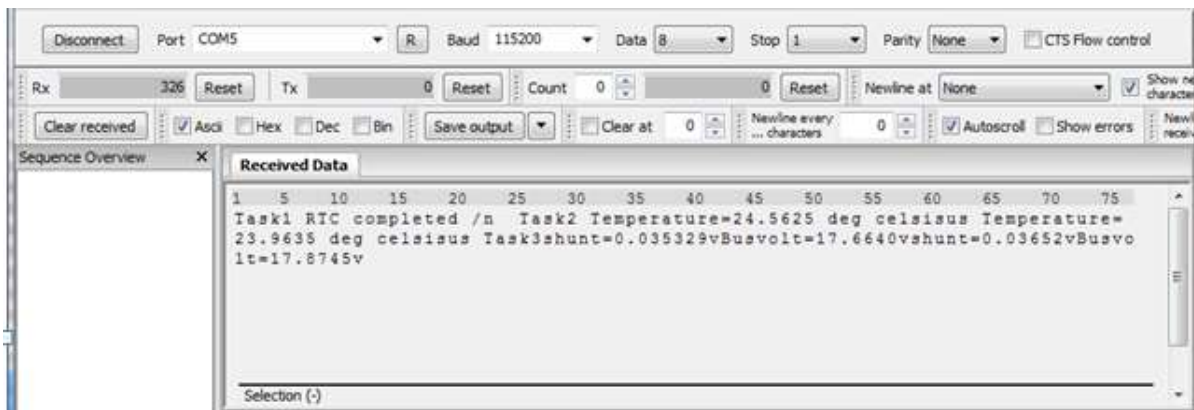 Disconnect Port COM5 R Baud 115200 Data 8 Stop 1 Parity None CTS Flow control
Rx 326 Reset Tx 0 Reset Count 0 0 Reset Newline at None Show
characte
Clear received Ascii Hex Dec Bin Save output Clear at 0 Newline every
... characters 0 Autoscroll Show errors
Sequence Overview X
Received Data
1 5 10 15 20 25 30 35 40 45 50 55 60 65 70 75
Task1 RTC completed /n  Task2 Temperature=24.5625 deg celsisus Temperature=
23.9635 deg celsisus Task3shunt=0.035329vBusvolt=17.6640vshunt=0.03652vBusvo
lt=17.8745v
Selection (-)